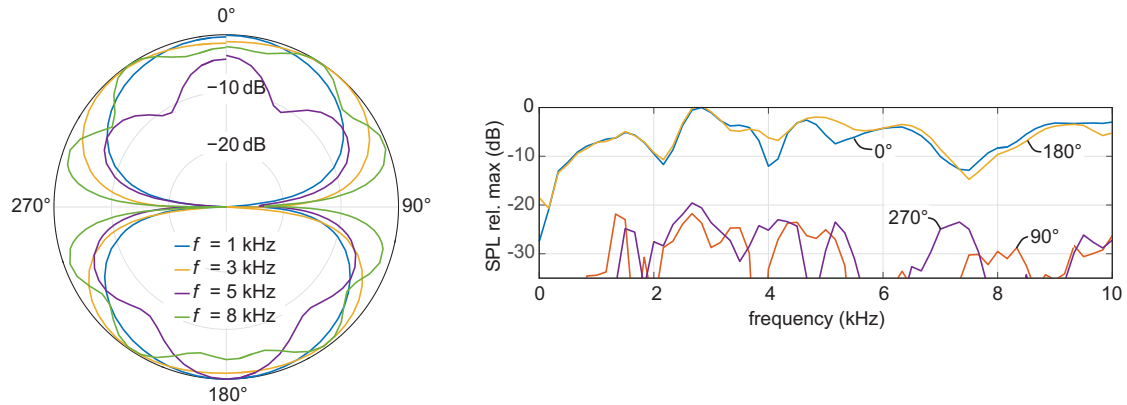 0°
−10 dB
−20 dB
270°
90°
f = 1 kHz
f = 3 kHz
f = 5 kHz
f = 8 kHz
180°
SPL rel. max (dB)
0
-10
-20
-30
0°
180°
270°
90°
0 2 4 6 8 10
frequency (kHz)